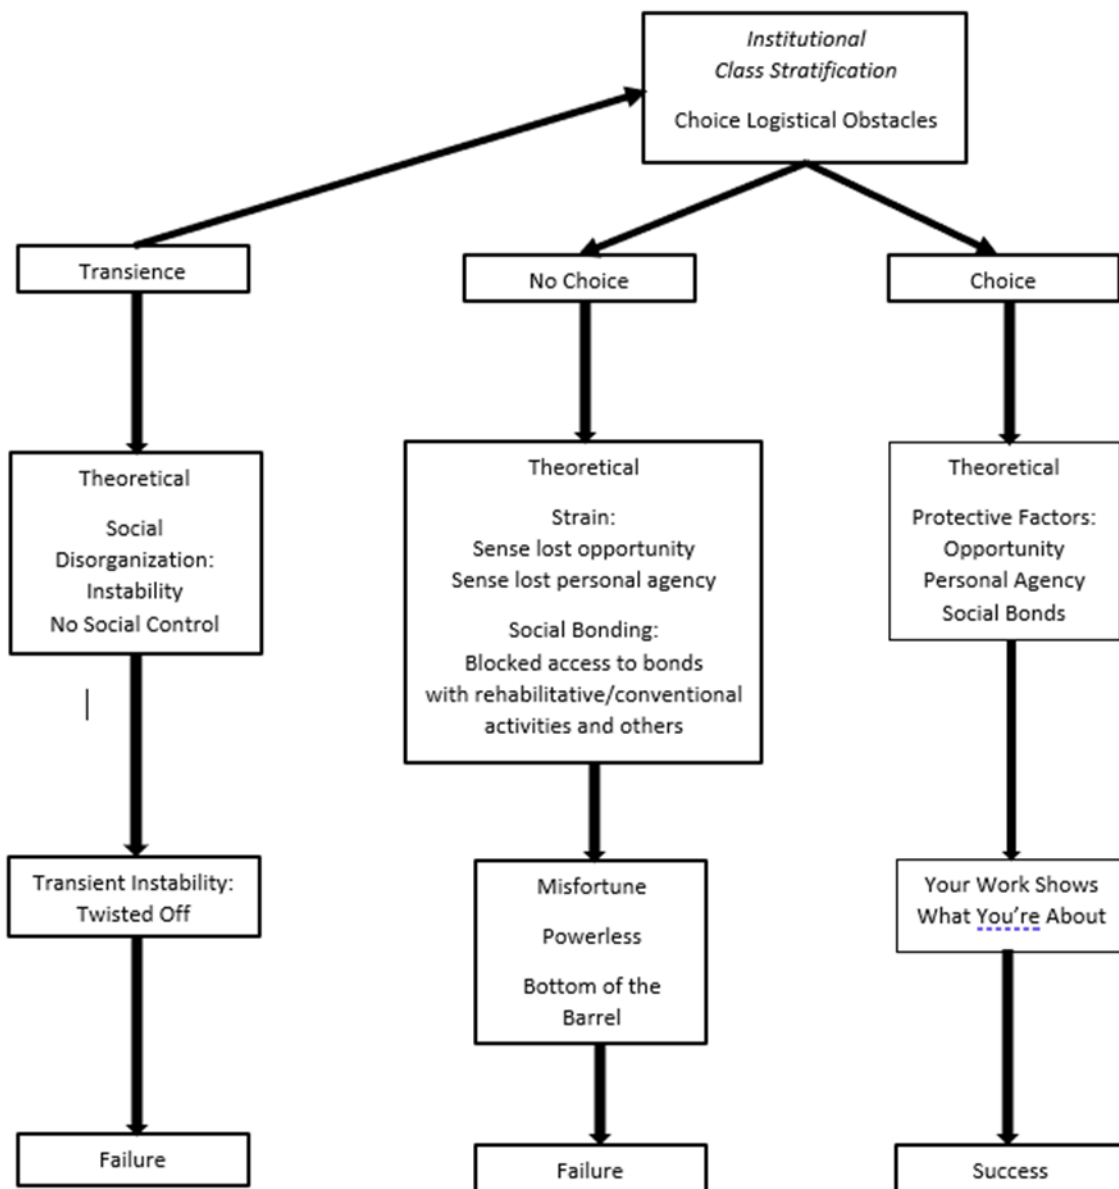 Institutional
Class Stratification
Choice Logistical Obstacles
Transience
No Choice
Choice
Theoretical
Social
Disorganization:
Instability
No Social Control
Theoretical
Strain:
Sense lost opportunity
Sense lost personal agency
Social Bonding:
Blocked access to bonds
with rehabilitative/conventional
activities and others
Theoretical
Protective Factors:
Opportunity
Personal Agency
Social Bonds
Transient Instability:
Twisted Off
Misfortune
Powerless
Bottom of the
Barrel
Your Work Shows
What You’re About
Failure
Failure
Success